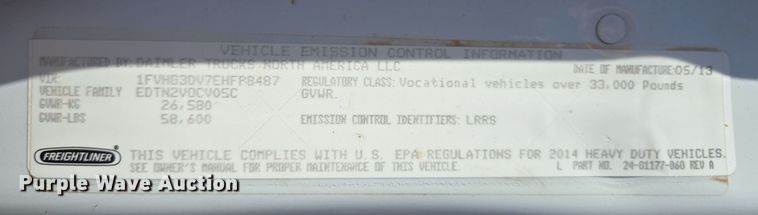 VEHICLE EMISSION CONTROL INFORMATION
MANUFACTURED BY: DAIMLER TRUCKS NORTH AMERICA LLC DATE OF MANUFACTURE: 05/13
VIN: 1FVHG3DV7EHFP8487 REGULATORY CLASS: Vocational vehicles over 33,000 Pounds
VEHICLE FAMILY EDTN2VOCV0SC GVWR.
GVWR-KG 26,580
GVWR-LBS 58,600 EMISSION CONTROL IDENTIFIERS: LRRS
FREIGHTLINER
THIS VEHICLE COMPLIES WITH U.S. EPA REGULATIONS FOR 2014 HEAVY DUTY VEHICLES.
SEE OWNER'S MANUAL FOR PROPER MAINTENANCE OF THIS VEHICLE. L PART NO. 24-01177-060 REV A
Purple Wave Auction